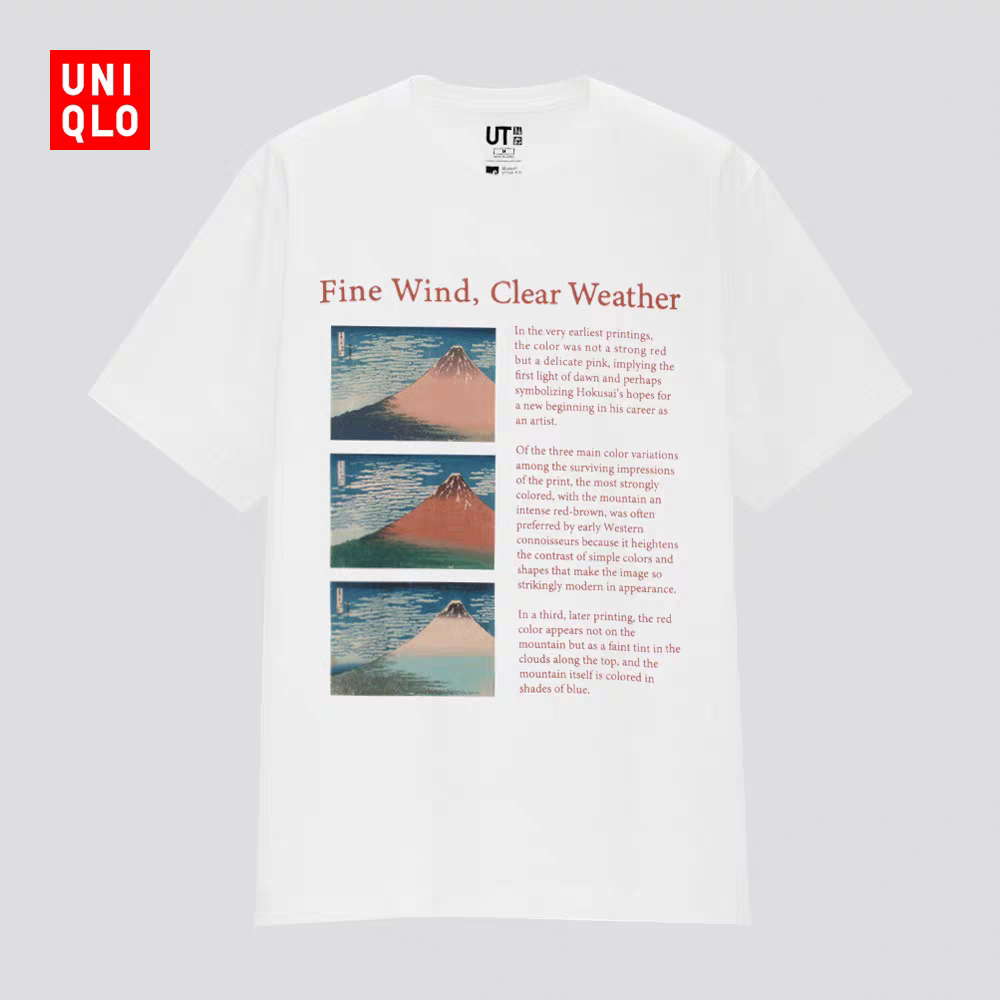 UNI
QLO
UT
Fine Wind, Clear Weather
In the very earliest printings,
the color was not a strong red
but a delicate pink, implying the
first light of dawn and perhaps
symbolizing Hokusai's hopes for
a new beginning in his career as
an artist.
Of the three main color variations
among the surviving impressions
of the print, the most strongly
colored, with the mountain an
intense red-brown, was often
preferred by early Western
connoisseurs because it heightens
the contrast of simple colors and
shapes that make the image so
strikingly modern in appearance.
In a third, later printing, the red
color appears not on the
mountain but as a faint tint in the
clouds along the top, and the
mountain itself is colored in
shades of blue.